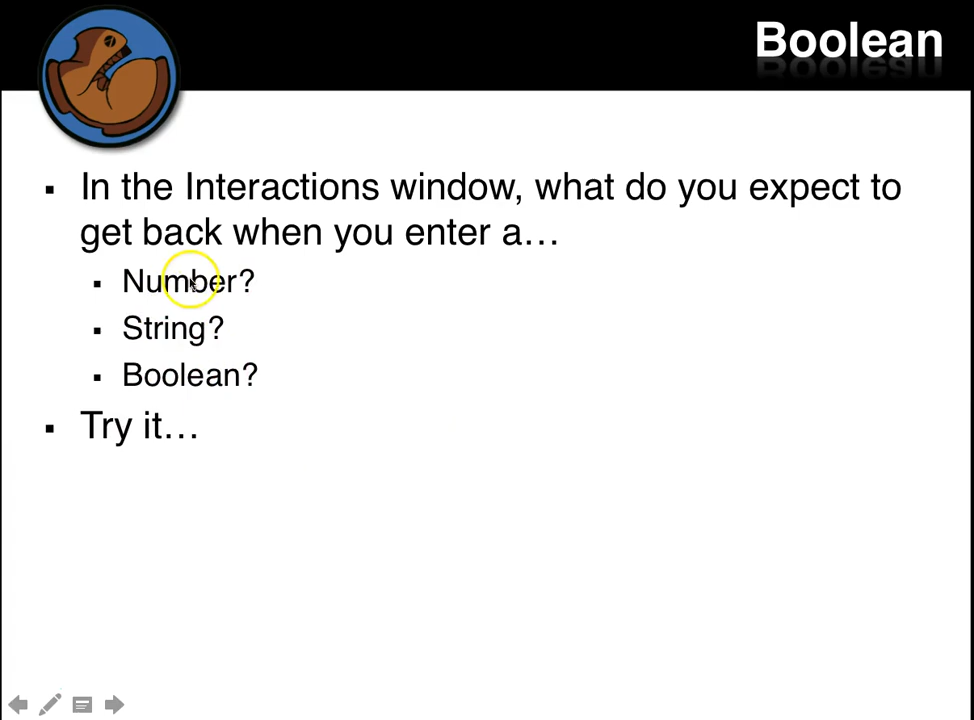 Boolean
▪ In the Interactions window, what do you expect to
get back when you enter a…
▪ Number?
▪ String?
▪ Boolean?
▪ Try it…